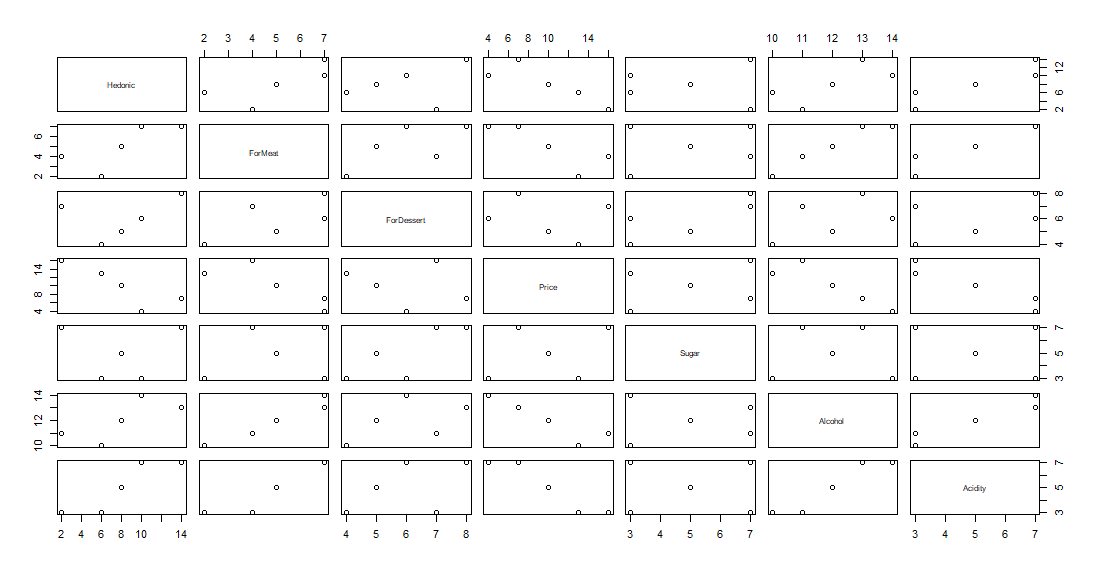 2 3 4 5 6 7
4 6 8 10 14
10 11 12 13 14
Hedonic
2 6 12
2 4 6
ForMeat
ForDessert
4 6 8
4 8 14
Price
Sugar
3 5 7
10 12 14
Alcohol
Acidity
3 5 7
2 4 6 8 10 14
4 5 6 7 8
3 4 5 6 7
3 4 5 6 7